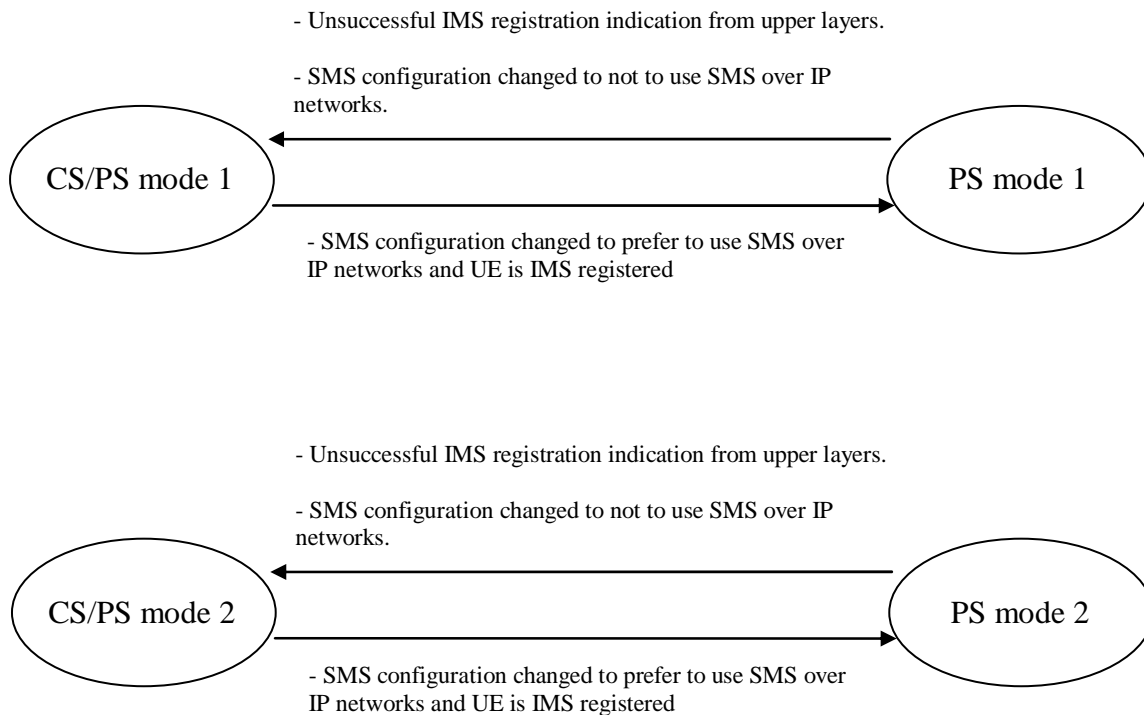 - Unsuccessful IMS registration indication from upper layers.
- SMS configuration changed to not to use SMS over IP
networks.
CS/PS mode 1
PS mode 1
- SMS configuration changed to prefer to use SMS over
IP networks and UE is IMS registered
- Unsuccessful IMS registration indication from upper layers.
- SMS configuration changed to not to use SMS over IP
networks.
CS/PS mode 2
PS mode 2
- SMS configuration changed to prefer to use SMS over
IP networks and UE is IMS registered